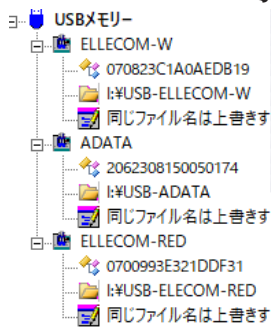 USBメモリー
ELLECOM-W
070823C1A0AEDB19
I:¥USB-ELLECOM-W
同じファイル名は上書きす
ADATA
2062308150050174
I:¥USB-ADATA
同じファイル名は上書きす
ELLECOM-RED
0700993E321DDF31
I:¥USB-ELECOM-RED
同じファイル名は上書きす